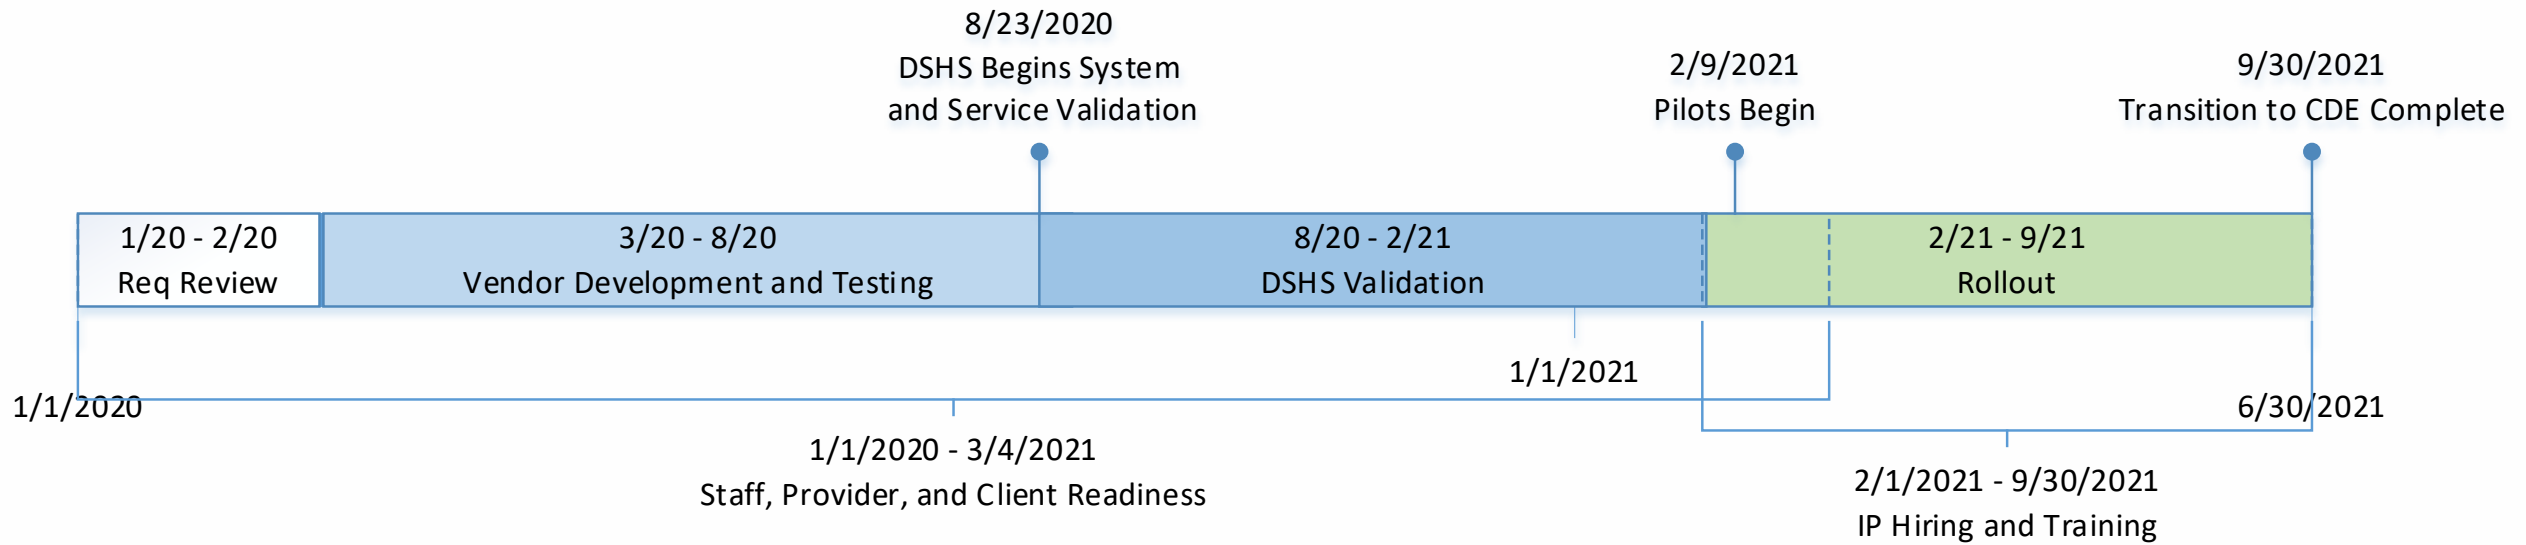 8/23/2020
DSHS Begins System
and Service Validation
2/9/2021
Pilots Begin
9/30/2021
Transition to CDE Complete
1/20 - 2/20
Req Review
3/20 - 8/20
Vendor Development and Testing
8/20 - 2/21
DSHS Validation
2/21 - 9/21
Rollout
1/1/2021
1/1/2020
6/30/2021
1/1/2020 - 3/4/2021
Staff, Provider, and Client Readiness
2/1/2021 - 9/30/2021
IP Hiring and Training